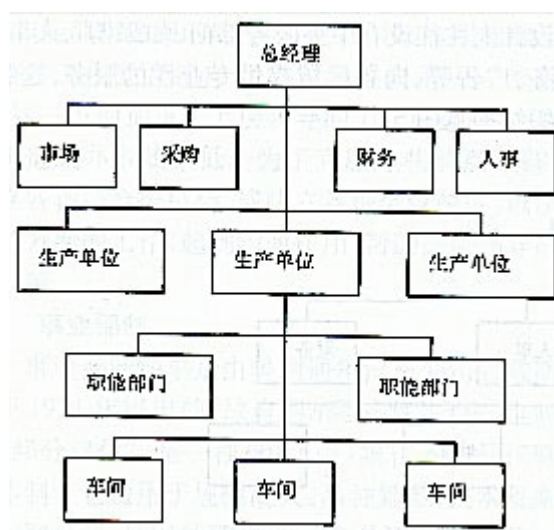 总经理
市场 采购 财务 人事
生产单位 生产单位 生产单位
职能部门 职能部门
车间 车间 车间